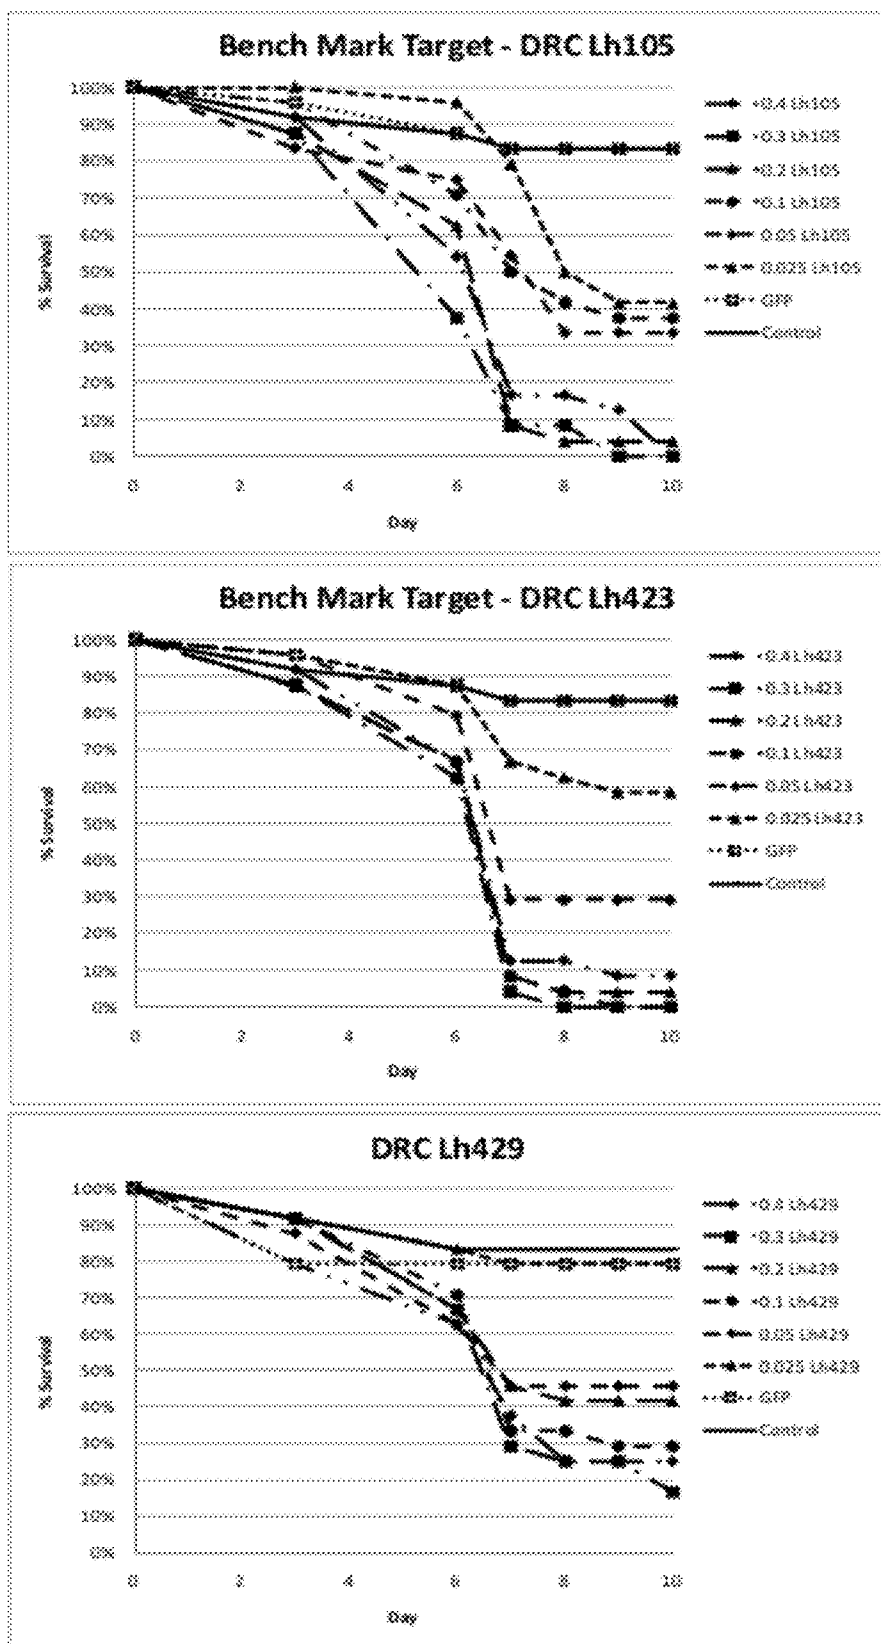 Bench Mark Target - DRC Lh105
100%
90%
80%
70%
60%
50%
40%
30%
20%
10%
0%
% Survival
0 2 4 6 8 10
Day
0.4 Lh105
0.3 Lh105
0.2 Lh105
0.1 Lh105
0.05 Lh105
0.025 Lh105
GFP
Control
Bench Mark Target - DRC Lh423
100%
90%
80%
70%
60%
50%
40%
30%
20%
10%
0%
% Survival
0 2 4 6 8 10
Day
0.4 Lh423
0.3 Lh423
0.2 Lh423
0.1 Lh423
0.05 Lh423
0.025 Lh423
GFP
Control
DRC Lh429
100%
90%
80%
70%
60%
50%
40%
30%
20%
10%
0%
% Survival
0 2 4 6 8 10
Day
0.4 Lh429
0.3 Lh429
0.2 Lh429
0.1 Lh429
0.05 Lh429
0.025 Lh429
GFP
Control